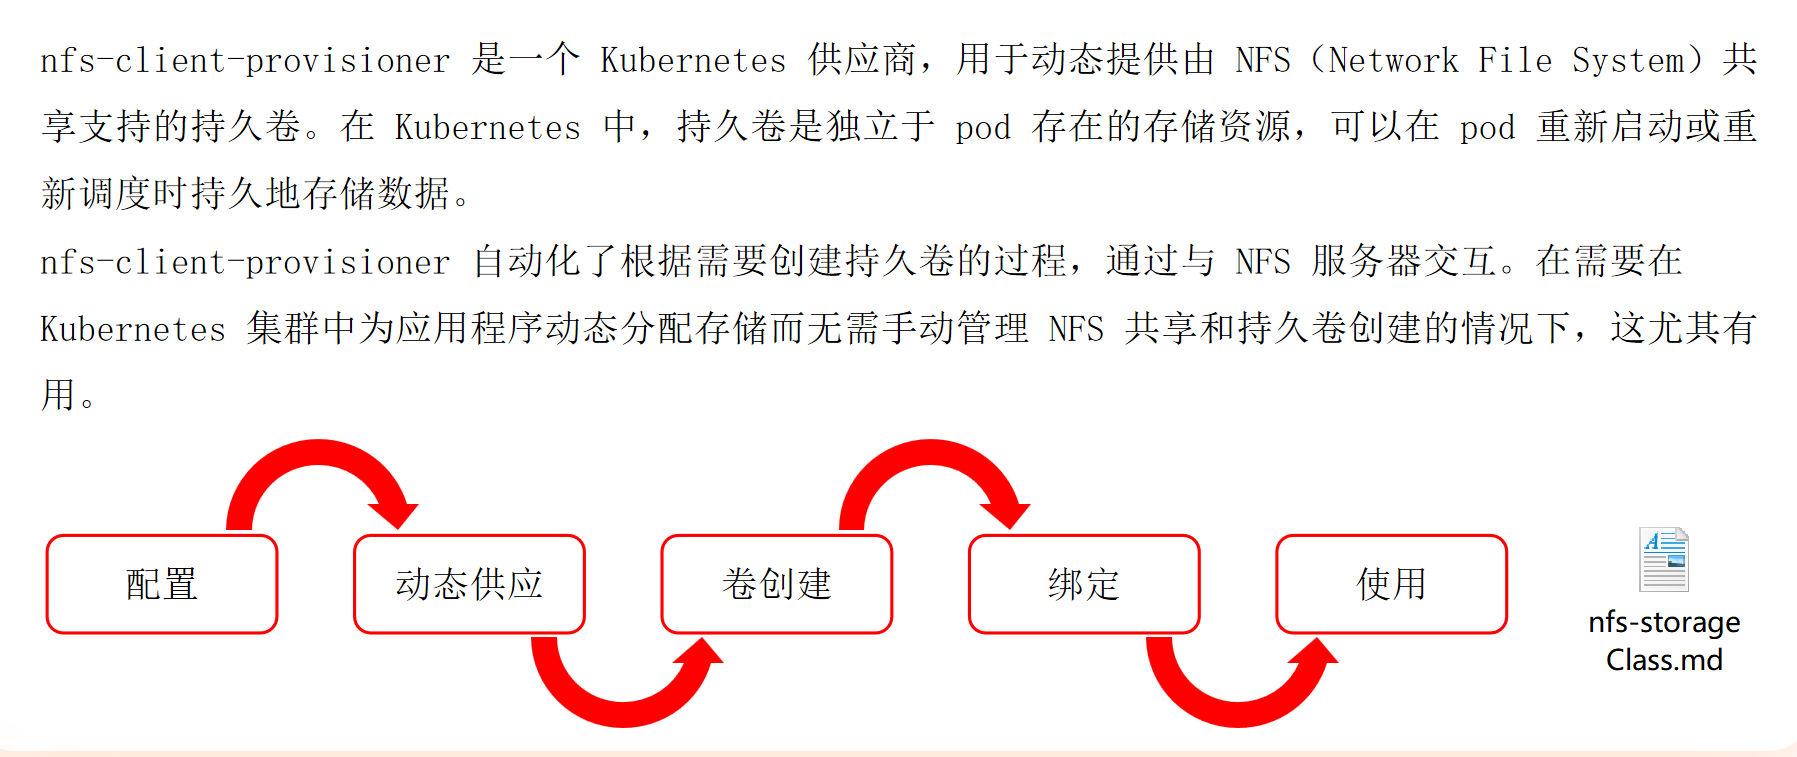 nfs-client-provisioner 是一个 Kubernetes 供应商，用于动态提供由 NFS（Network File System）共
享支持的持久卷。在 Kubernetes 中，持久卷是独立于 pod 存在的存储资源，可以在 pod 重新启动或重
新调度时持久地存储数据。
nfs-client-provisioner 自动化了根据需要创建持久卷的过程，通过与 NFS 服务器交互。在需要在
Kubernetes 集群中为应用程序动态分配存储而无需手动管理 NFS 共享和持久卷创建的情况下，这尤其有
用。
配置
动态供应
卷创建
绑定
使用
nfs-storage
Class.md